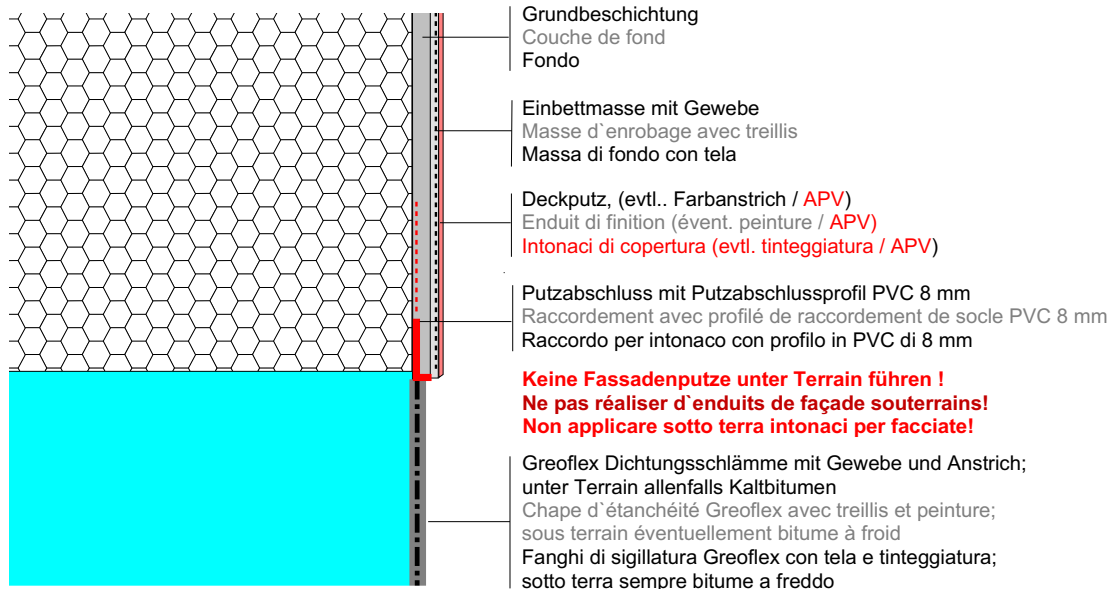 Grundbeschichtung
Couche de fond
Fondo
Einbettmasse mit Gewebe
Masse d`enrobage avec treillis
Massa di fondo con tela
Deckputz, (evtl.. Farbanstrich / APV)
Enduit di finition (évent. peinture / APV)
Intonaci di copertura (evtl. tinteggiatura / APV)
Putzabschluss mit Putzabschlussprofil PVC 8 mm
Raccordement avec profilé de raccordement de socle PVC 8 mm
Raccordo per intonaco con profilo in PVC di 8 mm
Keine Fassadenputze unter Terrain führen !
Ne pas réaliser d`enduits de façade souterrains!
Non applicare sotto terra intonaci per facciate!
Greoflex Dichtungsschlämme mit Gewebe und Anstrich;
unter Terrain allenfalls Kaltbitumen
Chape d`étanchéité Greoflex avec treillis et peinture;
sous terrain éventuellement bitume à froid
Fanghi di sigillatura Greoflex con tela e tinteggiatura;
sotto terra sempre bitume a freddo